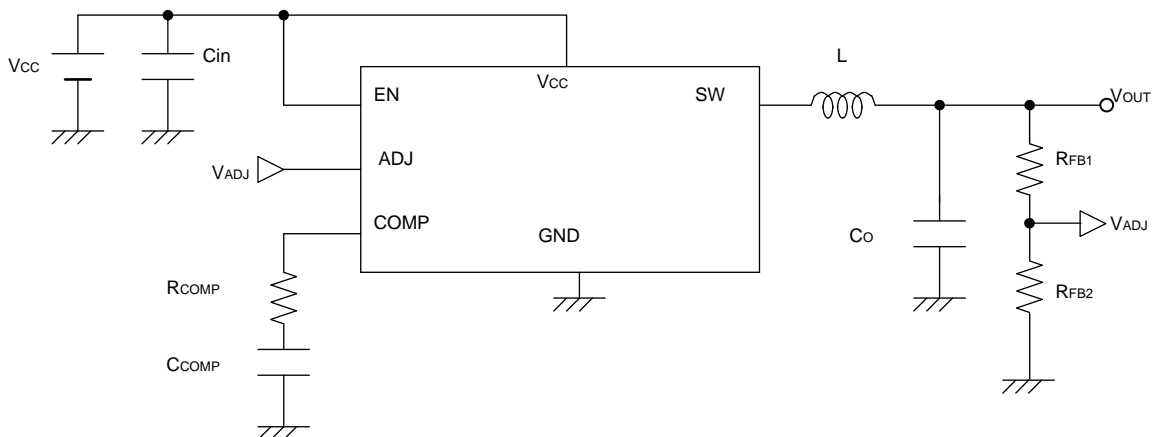 VCC
Cin
EN
VCC
SW
L
VOUT
VADJ
ADJ
RFB1
COMP
GND
CO
VADJ
RCOMP
RFB2
CCOMP